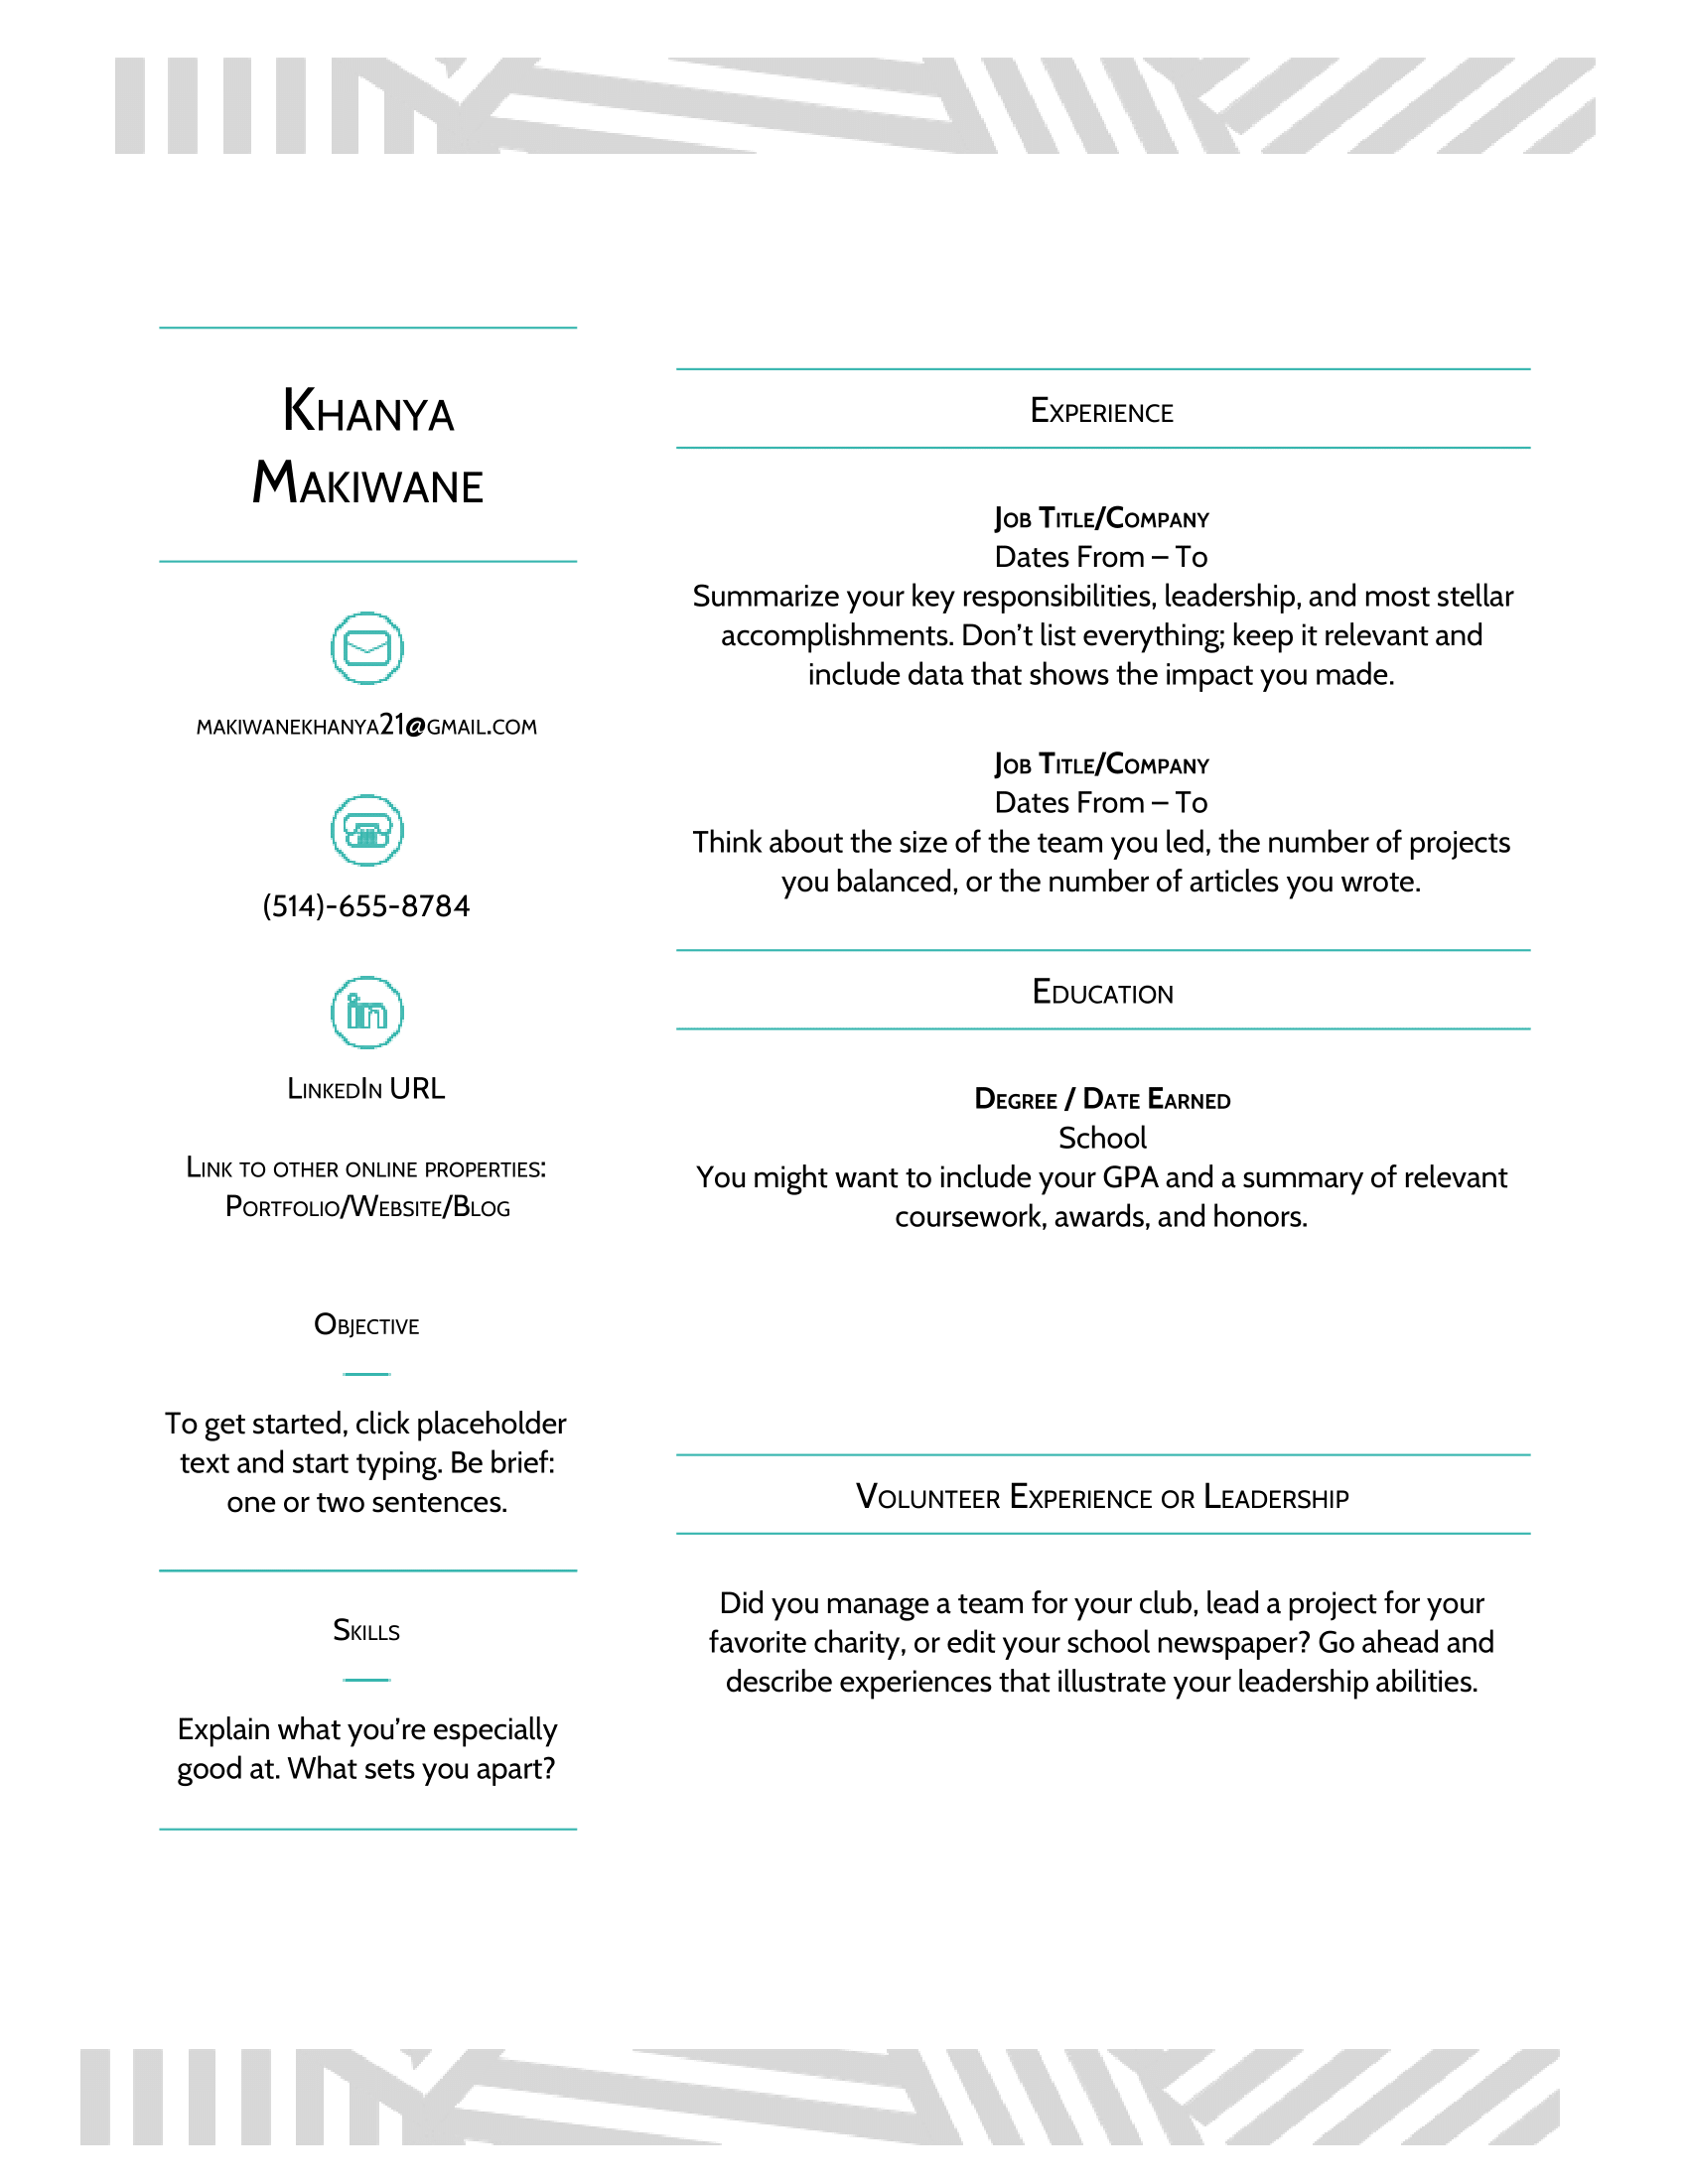 Khanya
Makiwane
makiwanekhanya21@gmail.com
(514)-655-8784
in
LinkedIn URL
Link to other online properties:
Portfolio/Website/Blog
Objective
To get started, click placeholder
text and start typing. Be brief:
one or two sentences.
Skills
Explain what you’re especially
good at. What sets you apart?
Experience
Job Title/Company
Dates From – To
Summarize your key responsibilities, leadership, and most stellar
accomplishments. Don’t list everything; keep it relevant and
include data that shows the impact you made.
Job Title/Company
Dates From – To
Think about the size of the team you led, the number of projects
you balanced, or the number of articles you wrote.
Education
Degree / Date Earned
School
You might want to include your GPA and a summary of relevant
coursework, awards, and honors.
Volunteer Experience or Leadership
Did you manage a team for your club, lead a project for your
favorite charity, or edit your school newspaper? Go ahead and
describe experiences that illustrate your leadership abilities.